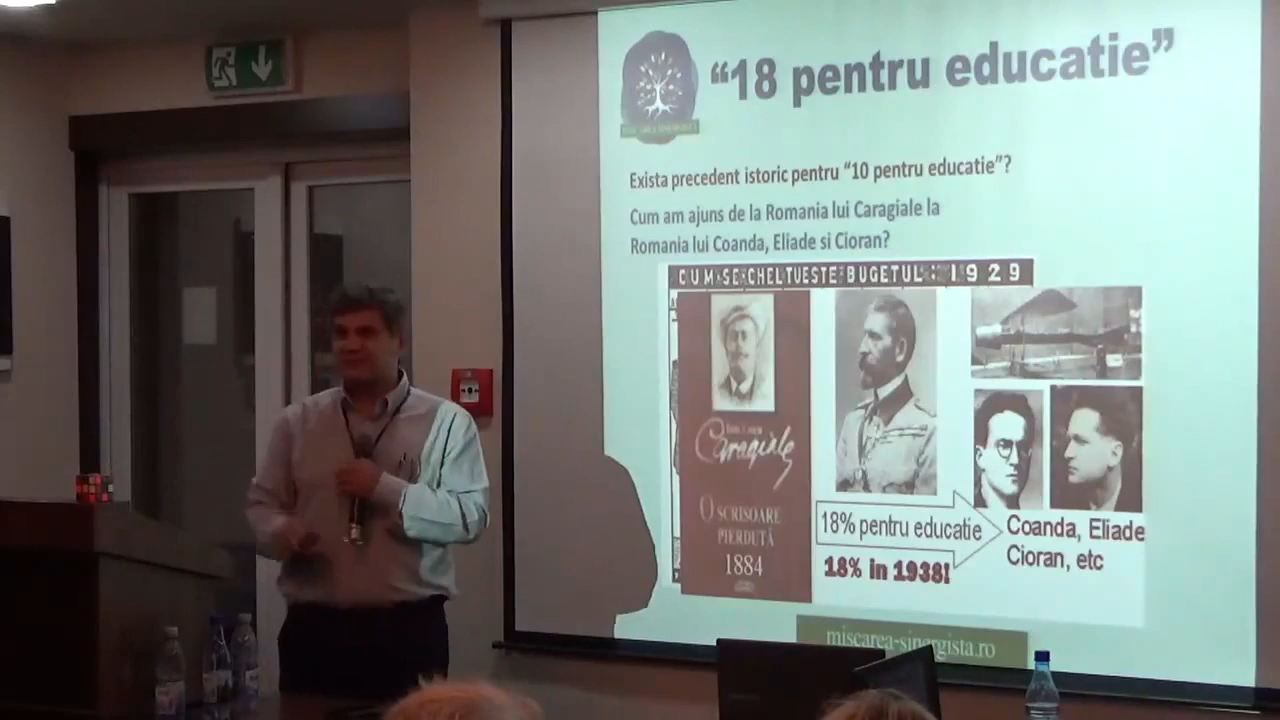 “18 pentru educatie”
Exista precedent istoric pentru “10 pentru educatie”?
Cum am ajuns de la Romania lui Caragiale la
Romania lui Coanda, Eliade si Cioran?
CUM·SE·CHELTUESTE·BUGETUL: 1929
Caragiale
O SCRISOARE
PIERDUTĂ
1884
18% pentru educatie
18% in 1938!
Coanda, Eliade
Cioran, etc
miscarea-sinergista.ro